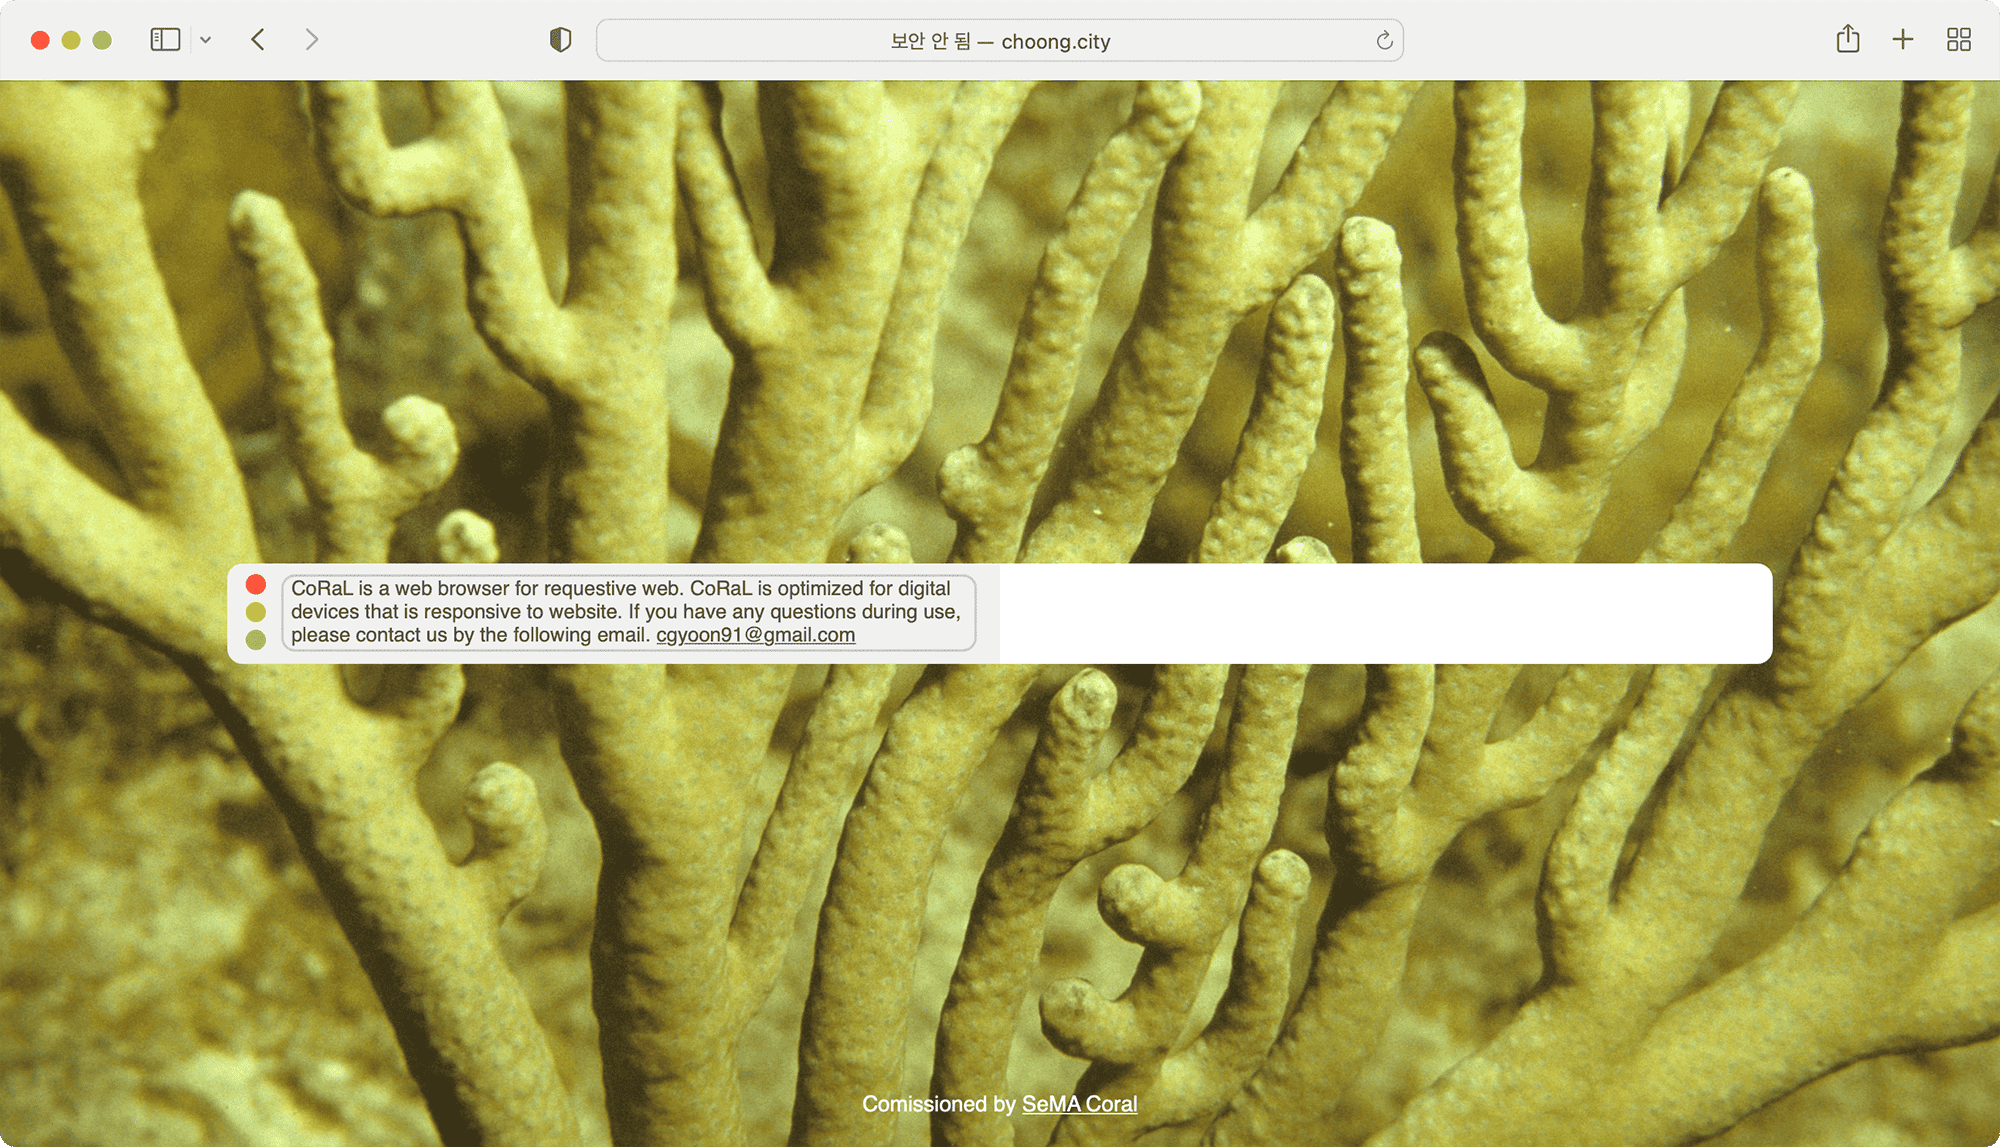 보안 안 됨 — choong.city
CoRaL is a web browser for requestive web. CoRaL is optimized for digital
devices that is responsive to website. If you have any questions during use,
please contact us by the following email. cgyoon91@gmail.com
Comissioned by SeMA Coral